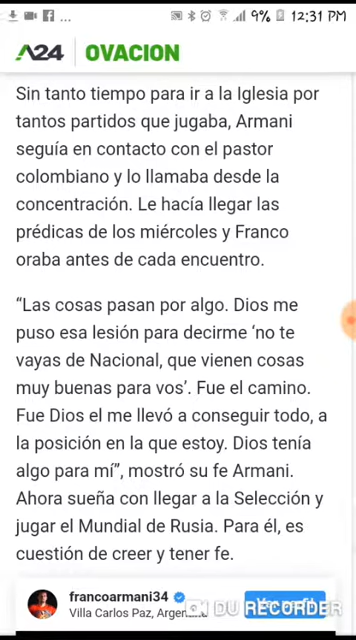 9% 12:31 PM
A24 OVACION
Sin tanto tiempo para ir a la Iglesia por
tantos partidos que jugaba, Armani
seguía en contacto con el pastor
colombiano y lo llamaba desde la
concentración. Le hacía llegar las
prédicas de los miércoles y Franco
oraba antes de cada encuentro.
“Las cosas pasan por algo. Dios me
puso esa lesión para decirme ‘no te
vayas de Nacional, que vienen cosas
muy buenas para vos’. Fue el camino.
Fue Dios el me llevó a conseguir todo, a
la posición en la que estoy. Dios tenía
algo para mí”, mostró su fe Armani.
Ahora sueña con llegar a la Selección y
jugar el Mundial de Rusia. Para él, es
cuestión de creer y tener fe.
francoarmani34
Villa Carlos Paz, Argen
Ver perfil
DU RECORDER